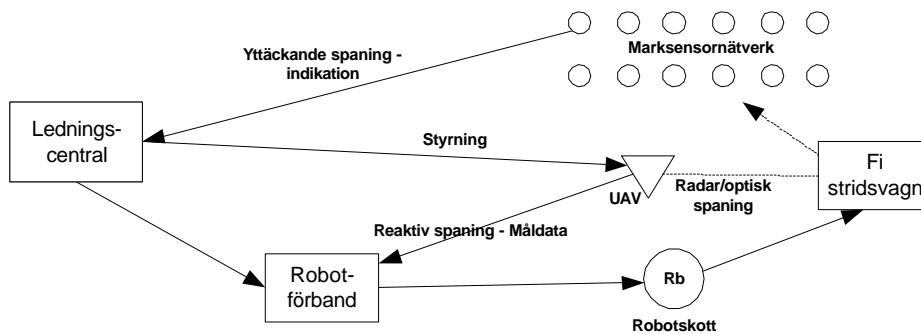 Yttäckande spaning -
indikation
Marksensornätverk
Lednings-
central
Styrning
UAV
Radar/optisk
spaning
Fi
stridsvagn
Reaktiv spaning - Måldata
Robot-
förband
Rb
Robotskott